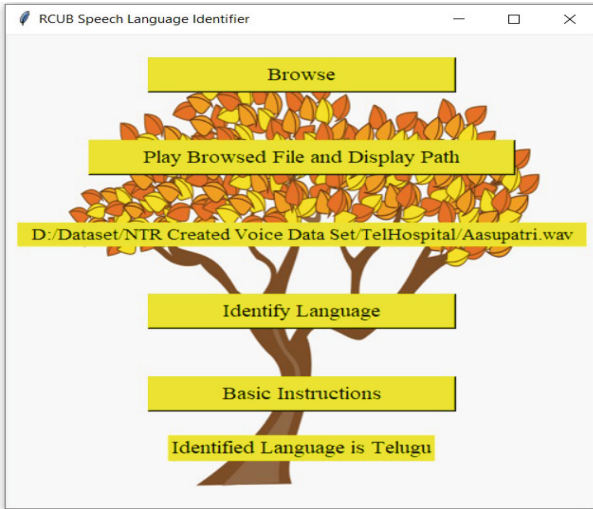 RCUB Speech Language Identifier
Browse
Play Browsed File and Display Path
D:/Dataset/NTR Created Voice Data Set/TelHospital/Aasupatri.wav
Identify Language
Basic Instructions
Identified Language is Telugu